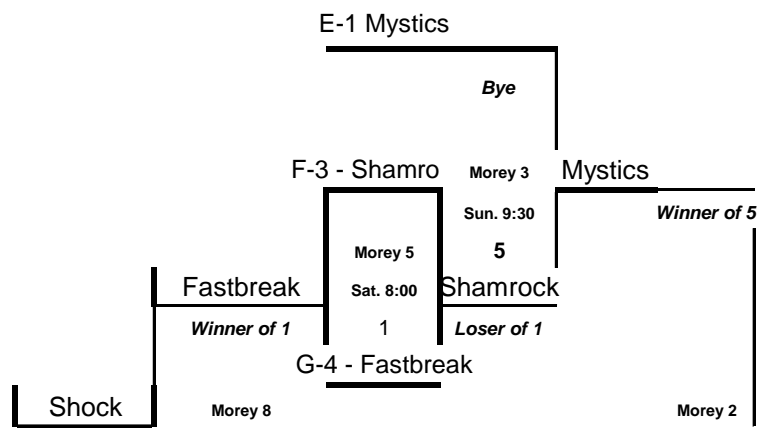 E-1 Mystics
Bye
F-3 - Shamro Morey 3 Mystics
Sun. 9:30 Winner of 5
Morey 5 5
Fastbreak Sat. 8:00 Shamrock
Winner of 1 1 Loser of 1
G-4 - Fastbreak
Shock Morey 8 Morey 2